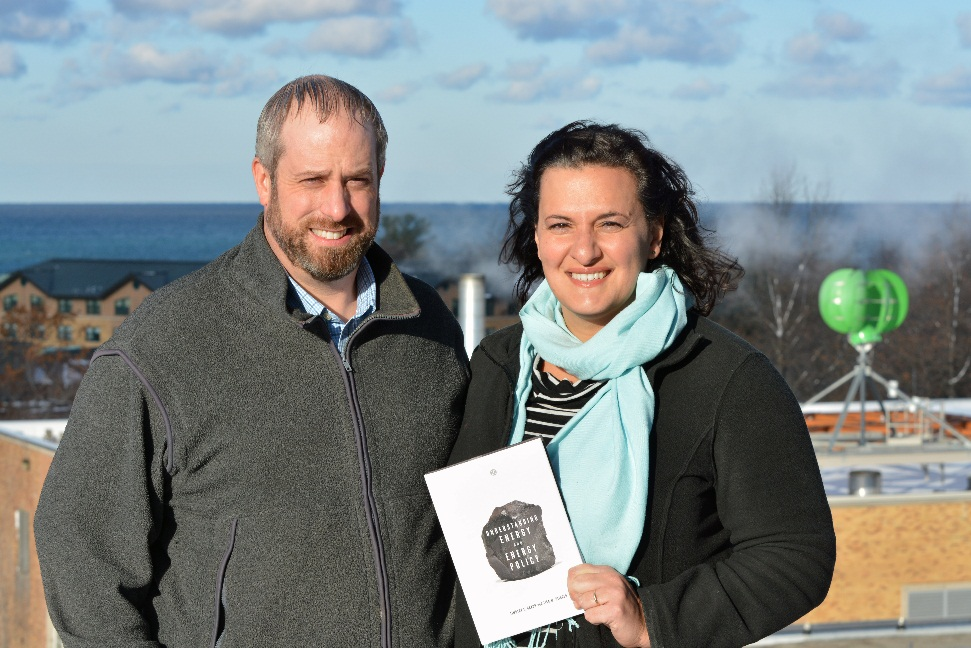 UNDERSTANDING
ENERGY
AND
ENERGY
POLICY